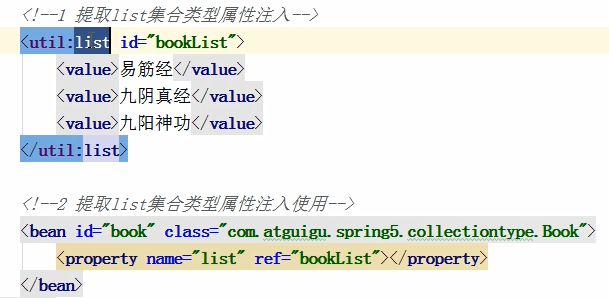 <!--1 提取list集合类型属性注入-->
<util:list id="bookList">
<value>易筋经</value>
<value>九阴真经</value>
<value>九阳神功</value>
</util:list>
<!--2 提取list集合类型属性注入使用-->
<bean id="book" class="com.atguigu.spring5.collectiontype.Book">
<property name="list" ref="bookList"></property>
</bean>